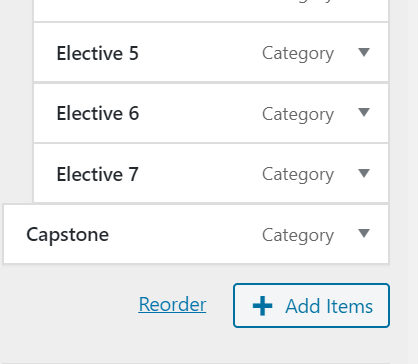 Elective 5 Category
Elective 6 Category
Elective 7 Category
Capstone Category
Reorder Add Items